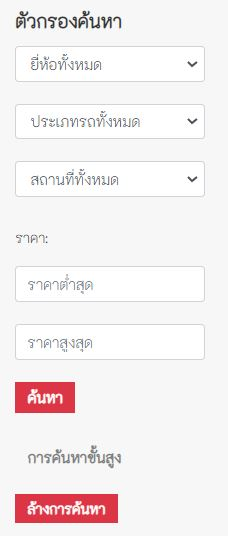 ตัวกรองค้นหา
ยี่ห้อทั้งหมด
ประเภทรถทั้งหมด
สถานที่ทั้งหมด
ราคา:
ราคาต่ำสุด
ราคาสูงสุด
ค้นหา
การค้นหาขั้นสูง
ล้างการค้นหา